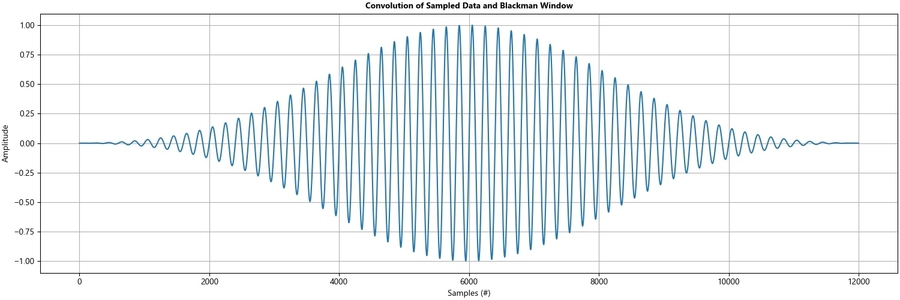 Convolution of Sampled Data and Blackman Window
1.00
0.75
0.50
0.25
0.00
−0.25
−0.50
−0.75
−1.00
Amplitude
0 2000 4000 6000 8000 10000 12000
Samples (#)